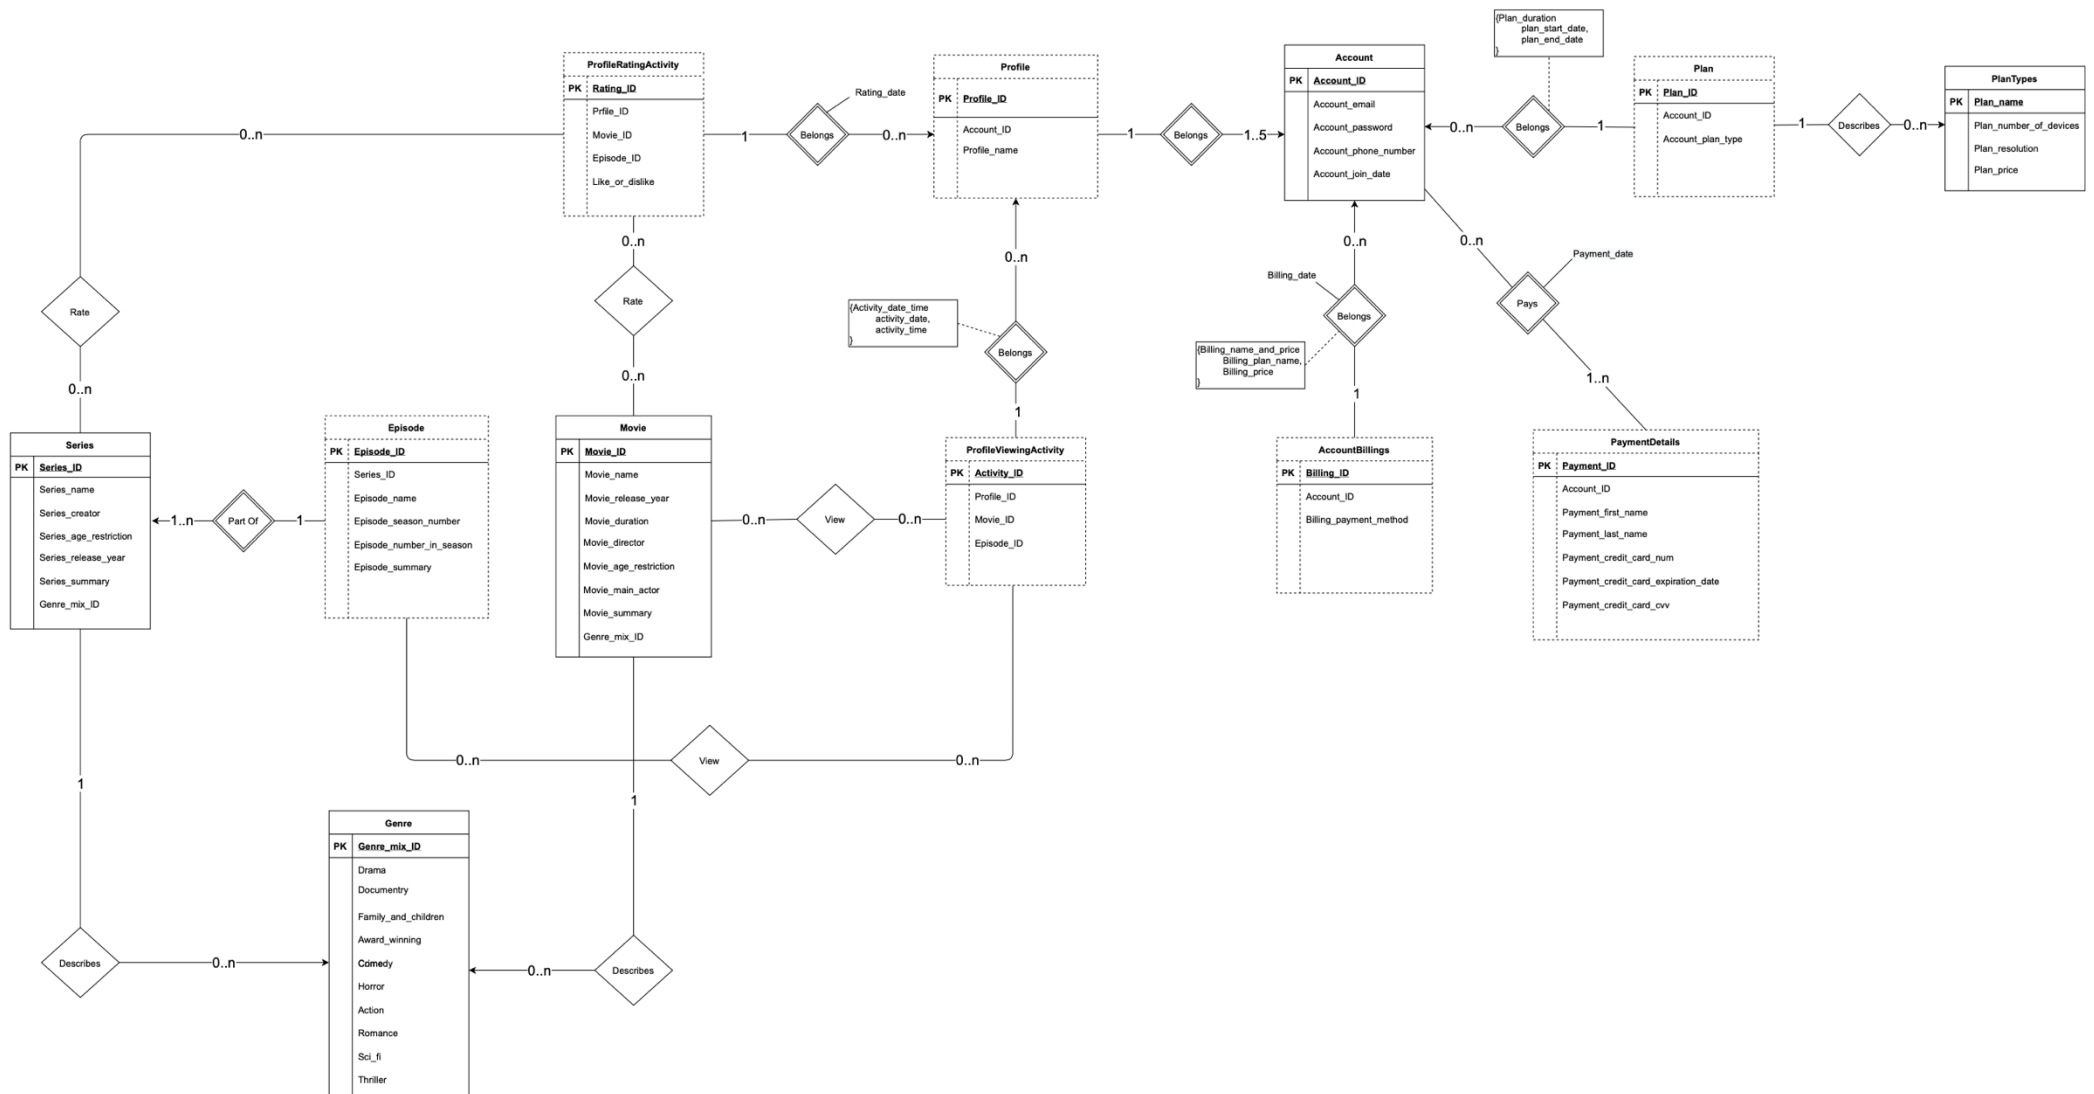 ProfileRatingActivity
PK Rating_ID
Prfile_ID
Movie_ID
Episode_ID
Like_or_dislike
1
Belongs
Rating_date
0..n
Profile
PK Profile_ID
Account_ID
Profile_name
1
Belongs
1..5
Account
PK Account_ID
Account_email
Account_password
Account_phone_number
Account_join_date
{Plan_duration
plan_start_date,
plan_end_date
}
0..n
Belongs
1
Plan
PK Plan_ID
Account_ID
Account_plan_type
1
Describes
0..n
PlanTypes
PK Plan_name
Plan_number_of_devices
Plan_resolution
Plan_price
0..n
Rate
0..n
0..n
Rate
0..n
0..n
{Activity_date_time
activity_date,
activity_time
}
Belongs
1
0..n
Billing_date
Belongs
{Billing_name_and_price
Billing_plan_name,
Billing_price
}
1
0..n
Payment_date
Pays
1..n
Series
PK Series_ID
Series_name
Series_creator
Series_age_restriction
Series_release_year
Series_summary
Genre_mix_ID
1..n
Part Of
1
Episode
PK Episode_ID
Series_ID
Episode_name
Episode_season_number
Episode_number_in_season
Episode_summary
Movie
PK Movie_ID
Movie_name
Movie_release_year
Movie_duration
Movie_director
Movie_age_restriction
Movie_main_actor
Movie_summary
Genre_mix_ID
0..n
View
0..n
ProfileViewingActivity
PK Activity_ID
Profile_ID
Movie_ID
Episode_ID
AccountBillings
PK Billing_ID
Account_ID
Billing_payment_method
PaymentDetails
PK Payment_ID
Account_ID
Payment_first_name
Payment_last_name
Payment_credit_card_num
Payment_credit_card_expiration_date
Payment_credit_card_cvv
0..n
View
0..n
1
1
Genre
PK Genre_mix_ID
Drama
Documentry
Family_and_children
Award_winning
Horror
Action
Romance
Sci_fi
Thriller
Describes
0..n
0..n
Describes